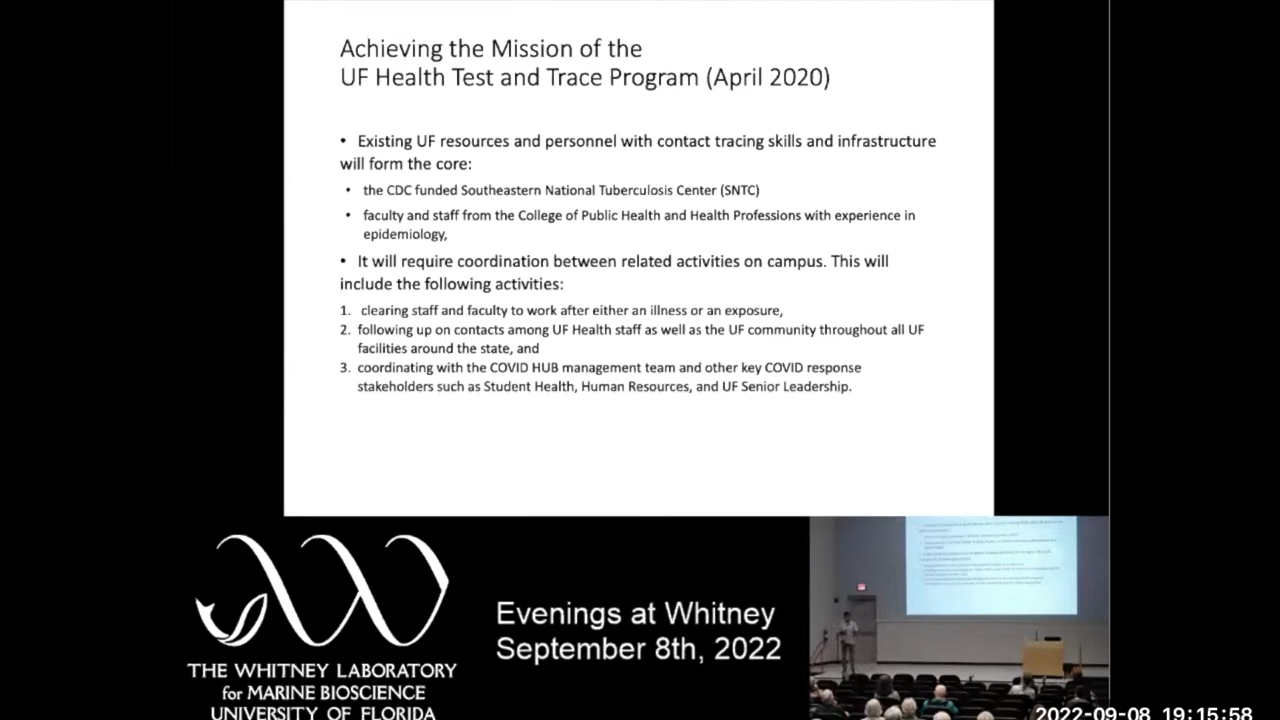 Achieving the Mission of the
UF Health Test and Trace Program (April 2020)
• Existing UF resources and personnel with contact tracing skills and infrastructure
will form the core:
• the CDC funded Southeastern National Tuberculosis Center (SNTC)
• faculty and staff from the College of Public Health and Health Professions with experience in
epidemiology,
• It will require coordination between related activities on campus. This will
include the following activities:
1. clearing staff and faculty to work after either an illness or an exposure,
2. following up on contacts among UF Health staff as well as the UF community throughout all UF
facilities around the state, and
3. coordinating with the COVID HUB management team and other key COVID response
stakeholders such as Student Health, Human Resources, and UF Senior Leadership.
THE WHITNEY LABORATORY
for MARINE BIOSCIENCE
UNIVERSITY OF FLORIDA
Evenings at Whitney
September 8th, 2022
2022-09-08 19:15:58